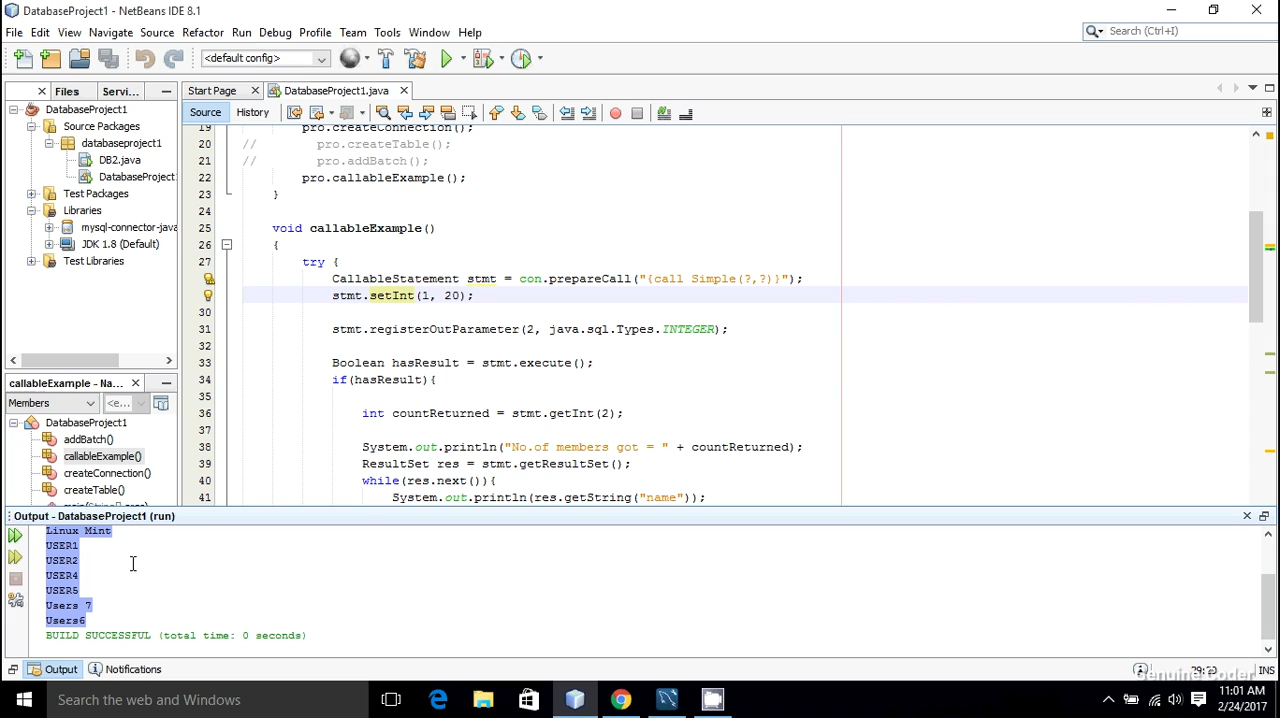 DatabaseProject1 - NetBeans IDE 8.1
File Edit View Navigate Source Refactor Run Debug Profile Team Tools Window Help
Search (Ctrl+I)
<default config>
Files Servi...
Start Page DatabaseProject1.java
Source History
DatabaseProject1
Source Packages
databaseproject1
DB2.java
DatabaseProject
Test Packages
Libraries
mysql-connector-java
JDK 1.8 (Default)
Test Libraries
19 pro.createConnection();
20 // pro.createTable();
21 // pro.addBatch();
22 pro.callableExample();
23 }
24
25 void callableExample()
26 {
27 try {
CallableStatement stmt = con.prepareCall("{call Simple(?,?)}");
stmt.setInt(1, 20);
30
31 stmt.registerOutParameter(2, java.sql.Types.INTEGER);
32
33 Boolean hasResult = stmt.execute();
34 if(hasResult){
35
36 int countReturned = stmt.getInt(2);
37
38 System.out.println("No.of members got = " + countReturned);
39 ResultSet res = stmt.getResultSet();
40 while(res.next()){
41 System.out.println(res.getString("name"));
callableExample - Na...
Members <e...
DatabaseProject1
addBatch()
callableExample()
createConnection()
createTable()
Output - DatabaseProject1 (run)
Linux Mint
USER1
USER2
USER4
USER5
Users 7
Users6
BUILD SUCCESSFUL (total time: 0 seconds)
Output Notifications
INS
Genuine Coder
Search the web and Windows
11:01 AM
2/24/2017